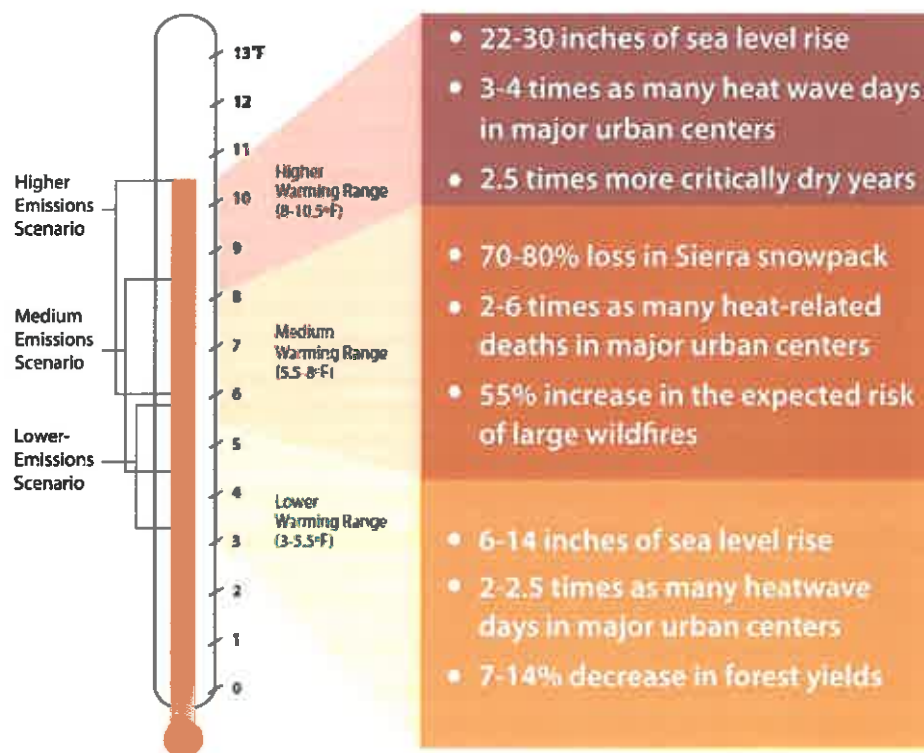 13°F
12
11
10
9
8
7
6
5
4
3
2
1
0
Higher
Emissions
Scenario
Medium
Emissions
Scenario
Lower-
Emissions
Scenario
Higher
Warming Range
(8-10.5°F)
Medium
Warming Range
(5.5-8°F)
Lower
Warming Range
(3-5.5°F)
• 22-30 inches of sea level rise
• 3-4 times as many heat wave days
in major urban centers
• 2.5 times more critically dry years
• 70-80% loss in Sierra snowpack
• 2-6 times as many heat-related
deaths in major urban centers
• 55% increase in the expected risk
of large wildfires
• 6-14 inches of sea level rise
• 2-2.5 times as many heatwave
days in major urban centers
• 7-14% decrease in forest yields